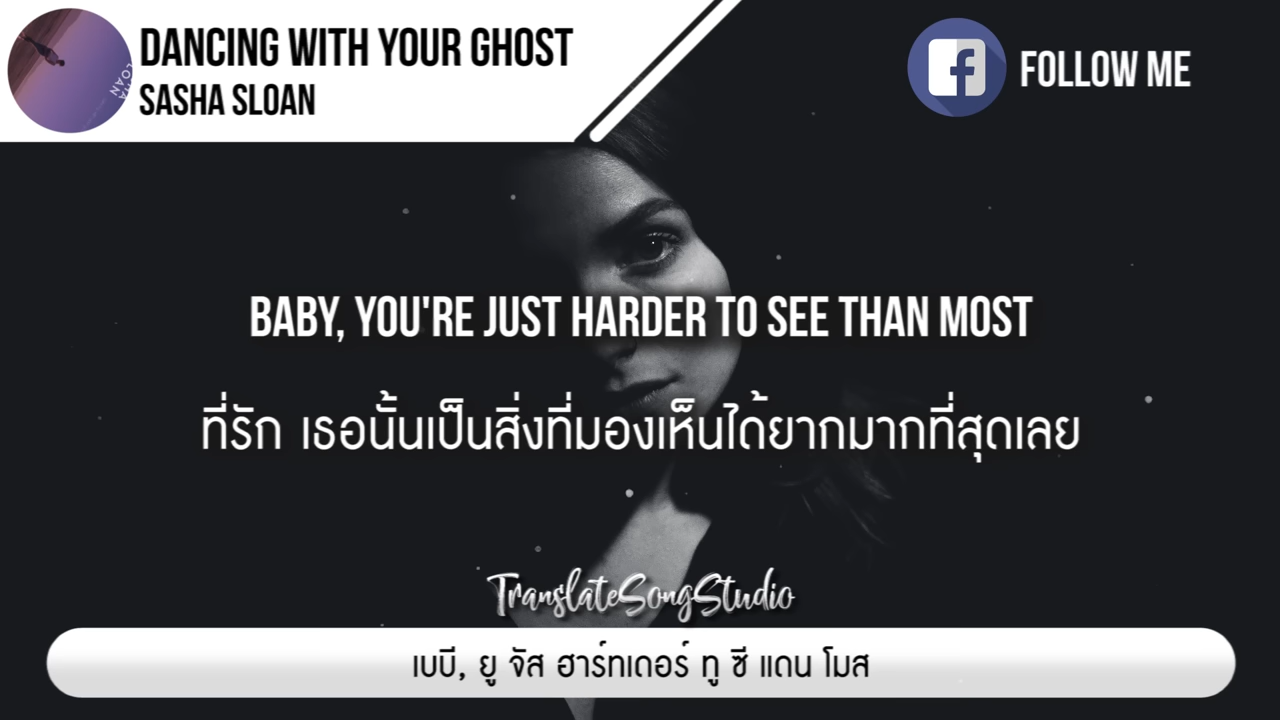 DANCING WITH YOUR GHOST
SASHA SLOAN
LOAN
FOLLOW ME
BABY, YOU'RE JUST HARDER TO SEE THAN MOST
ที่รัก เธอนั้นเป็นสิ่งที่มองเห็นได้ยากมากที่สุดเลย
TranslateSongStudio
เบบี, ยู จัส ฮาร์ทเดอร์ ทู ซี แดน โมส